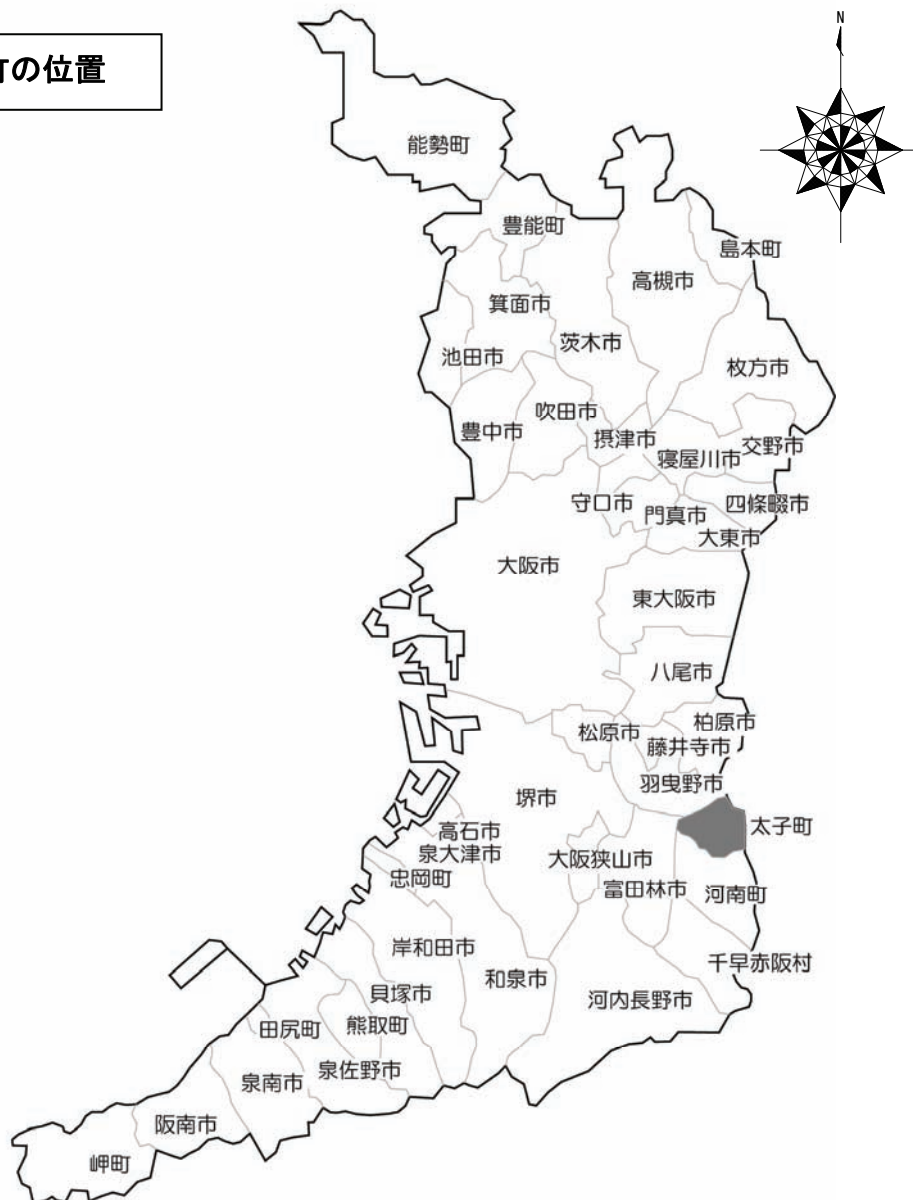 の位置
N
能勢町
豊能町
島本町
高槻市
箕面市
茨木市
池田市
枚方市
吹田市
豊中市
摂津市
交野市
寝屋川市
守口市
四條畷市
門真市
大東市
大阪市
東大阪市
八尾市
柏原市
松原市
藤井寺市
羽曳野市
堺市
太子町
高石市
泉大津市
大阪狭山市
忠岡町
富田林市
河南町
岸和田市
千早赤阪村
和泉市
貝塚市
河内長野市
田尻町
熊取町
泉佐野市
泉南市
阪南市
岬町